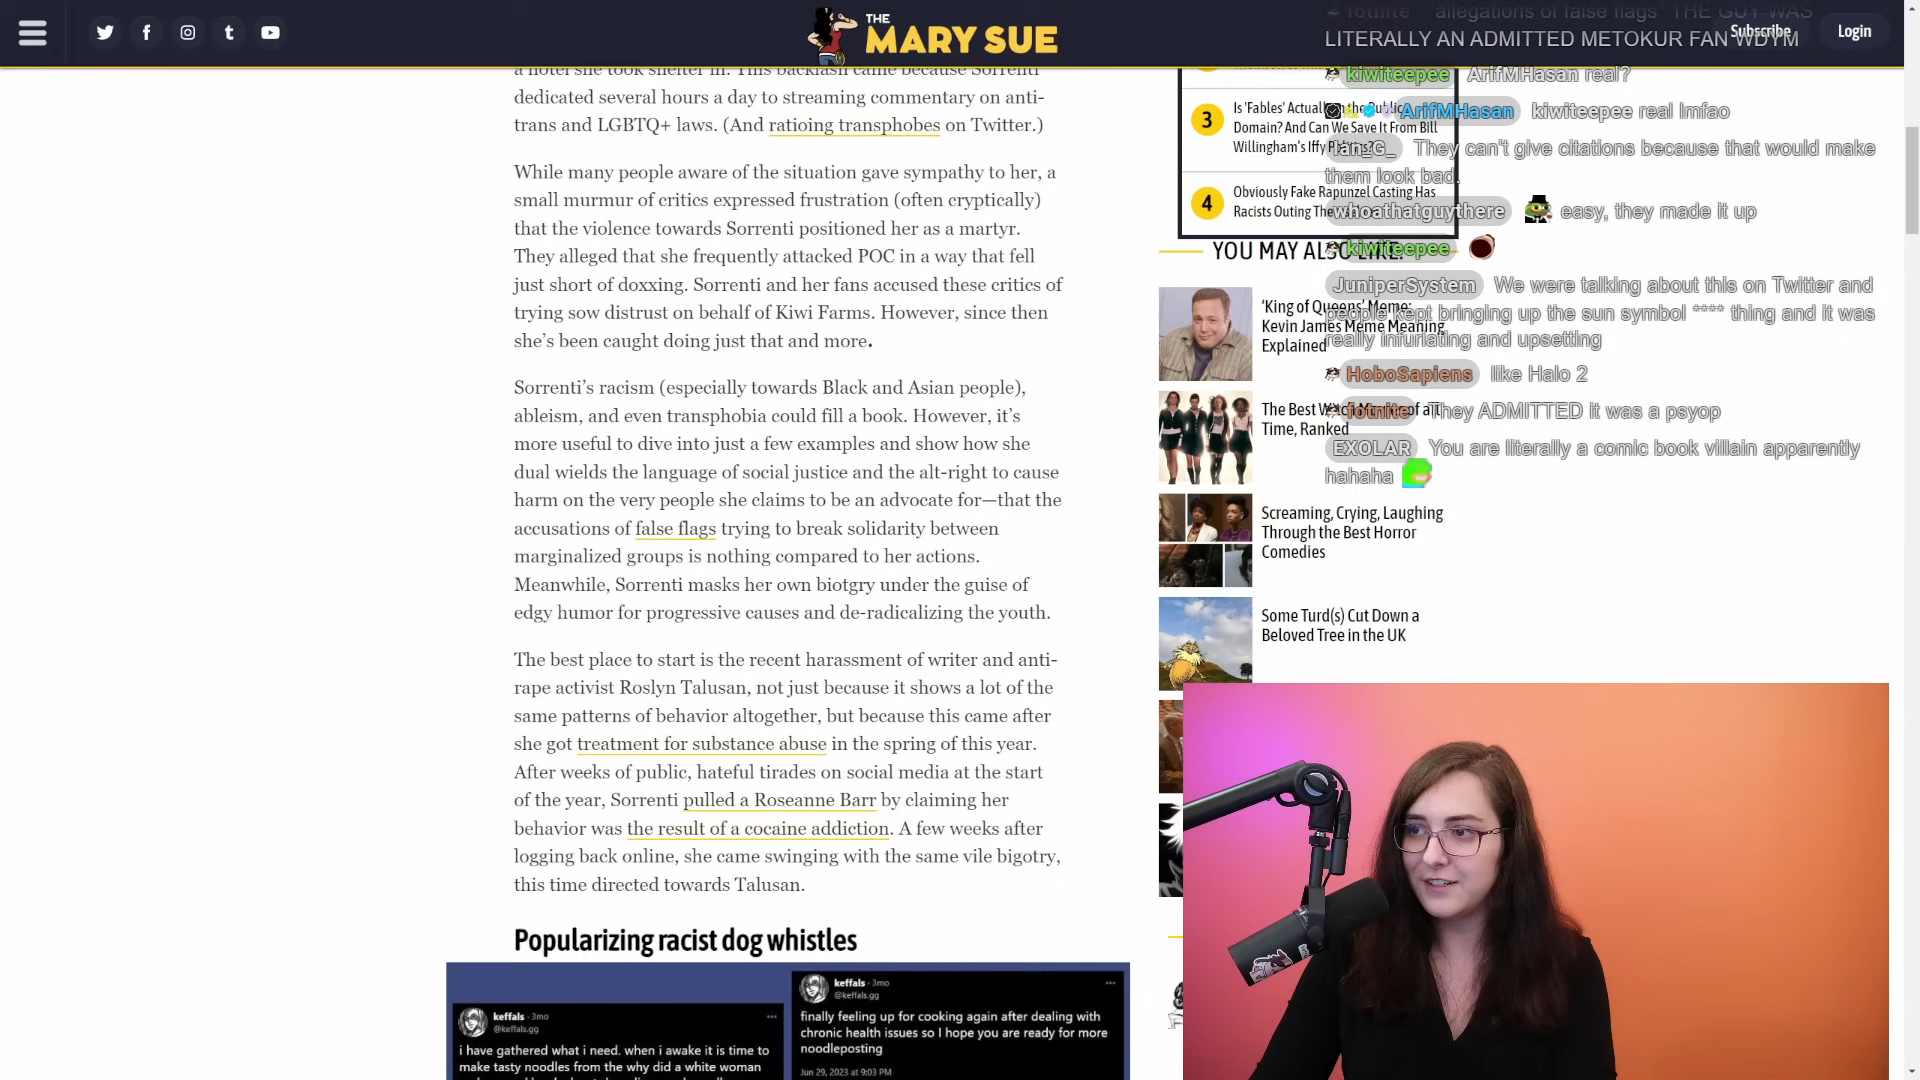 THE
MARY SUE
Subscribe
Login
a hotel she took shelter in. This backlash came because Sorrenti
dedicated several hours a day to streaming commentary on anti-
trans and LGBTQ+ laws. (And ratioing transphobes on Twitter.)
While many people aware of the situation gave sympathy to her, a
small murmur of critics expressed frustration (often cryptically)
that the violence towards Sorrenti positioned her as a martyr.
They alleged that she frequently attacked POC in a way that fell
just short of doxxing. Sorrenti and her fans accused these critics of
trying sow distrust on behalf of Kiwi Farms. However, since then
she's been caught doing just that and more.
Sorrenti's racism (especially towards Black and Asian people),
ableism, and even transphobia could fill a book. However, it's
more useful to dive into just a few examples and show how she
dual wields the language of social justice and the alt-right to cause
harm on the very people she claims to be an advocate for—that the
accusations of false flags trying to break solidarity between
marginalized groups is nothing compared to her actions.
Meanwhile, Sorrenti masks her own biotgry under the guise of
edgy humor for progressive causes and de-radicalizing the youth.
The best place to start is the recent harassment of writer and anti-
rape activist Roslyn Talusan, not just because it shows a lot of the
same patterns of behavior altogether, but because this came after
she got treatment for substance abuse in the spring of this year.
After weeks of public, hateful tirades on social media at the start
of the year, Sorrenti pulled a Roseanne Barr by claiming her
behavior was the result of a cocaine addiction. A few weeks after
logging back online, she came swinging with the same vile bigotry,
this time directed towards Talusan.
Popularizing racist dog whistles
keffals · 3mo
@keffals.gg
i have gathered what i need. when i awake it is time to
make tasty noodles from the why did a white woman
keffals · 3mo
@keffals.gg
finally feeling up for cooking again after dealing with
chronic health issues so I hope you are ready for more
noodleposting
Jun 29, 2023 at 9:03 PM
3
Is 'Fables' Actually in the Public
Domain? And Can We Save It From Bill
Willingham's Iffy
4
Obviously Fake Rapunzel Casting Has
Racists Outing
YOU MAY ALSO LIKE:
'King of Queens' Meme:
Kevin James Meme Meaning
Explained
The Best Witch Movies of all
Time, Ranked
Screaming, Crying, Laughing
Through the Best Horror
Comedies
Some Turd(s) Cut Down a
Beloved Tree in the UK
fotnite "allegations of false flags" THE GUY WAS
LITERALLY AN ADMITTED METOKUR FAN WDYM
kiwiteepee ArifMHasan real?
ArifMHasan kiwiteepee real lmfao
Ian_G_ They can't give citations because that would make
them look bad.
whoathatguythere easy, they made it up
kiwiteepee
JuniperSystem We were talking about this on Twitter and
people kept bringing up the sun symbol **** thing and it was
really infuriating and upsetting
HoboSapiens like Halo 2
fotnite They ADMITTED it was a psyop
EXOLAR You are literally a comic book villain apparently
hahaha